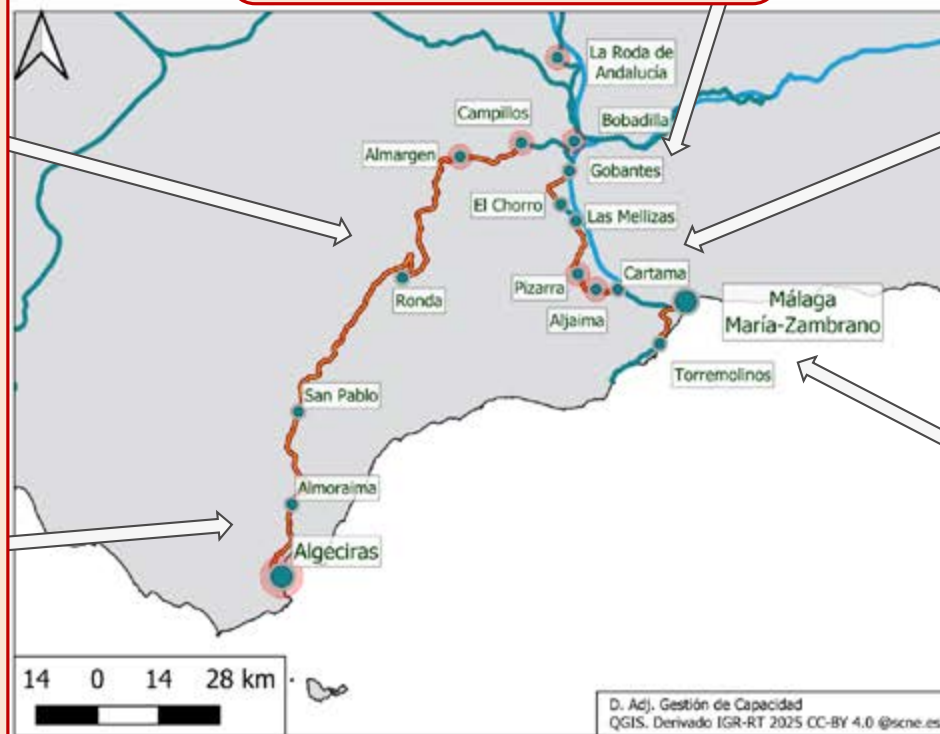 La Roda de
Andalucía
Campillos
Bobadilla
Almargen
Gobantes
El Chorro
Las Mellizas
Pizarra
Cartama
Ronda
Aljaima
Málaga
María-Zambrano
Torremolinos
San Pablo
Almoraima
Algeciras
14 0 14 28 km
D. Adj. Gestión de Capacidad
QGIS. Derivado IGR-RT 2025 CC-BY 4.0 @scne.es